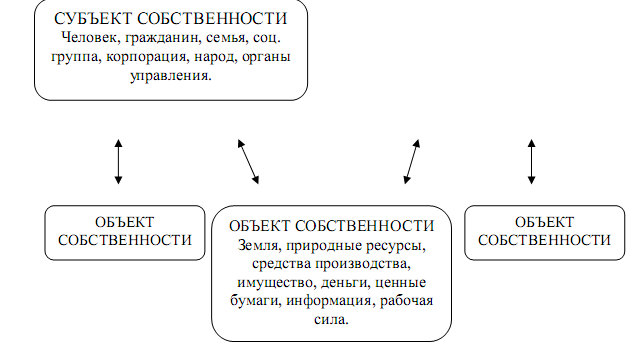 СУБЪЕКТ СОБСТВЕННОСТИ
Человек, гражданин, семья, соц.
группа, корпорация, народ, органы
управления.
ОБЪЕКТ
СОБСТВЕННОСТИ
ОБЪЕКТ СОБСТВЕННОСТИ
Земля, природные ресурсы,
средства производства,
имущество, деньги, ценные
бумаги, информация, рабочая
сила.
ОБЪЕКТ
СОБСТВЕННОСТИ